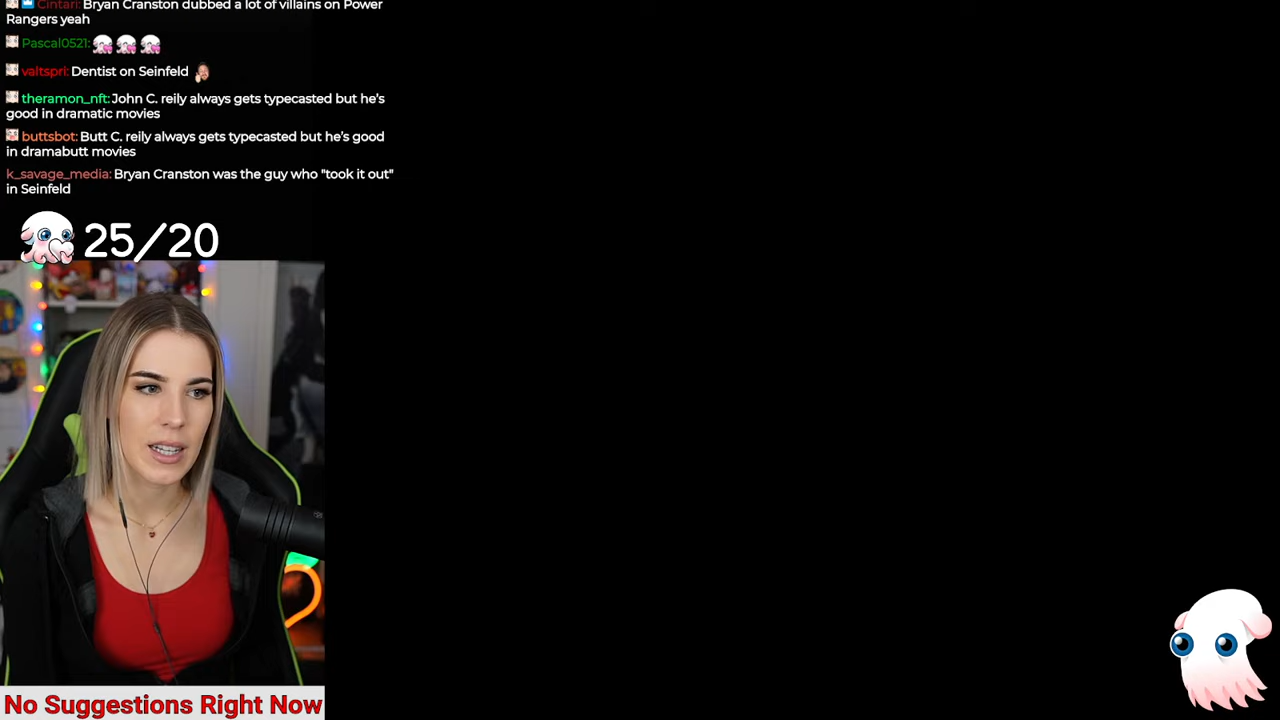 Cintari: Bryan Cranston dubbed a lot of villains on Power
Rangers yeah
Pascal0521:
valtspri: Dentist on Seinfeld
theramon_nft: John C. reily always gets typecasted but he's
good in dramatic movies
buttsbot: Butt C. reily always gets typecasted but he's good
in dramabutt movies
k_savage_media: Bryan Cranston was the guy who "took it out"
in Seinfeld
25/20
No Suggestions Right Now